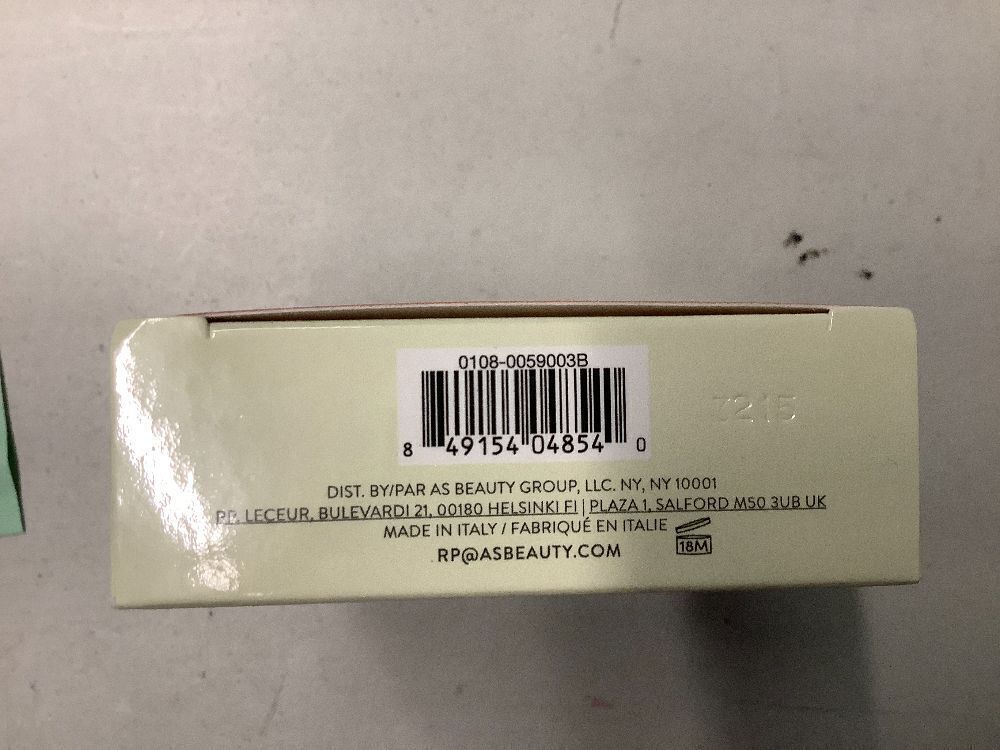 0108-0059003B
8 49154 04854 0
3215
DIST. BY/PAR AS BEAUTY GROUP, LLC. NY, NY 10001
PP. LECEUR, BULEVARDI 21, 00180 HELSINKI FI | PLAZA 1, SALFORD M50 3UB UK
MADE IN ITALY / FABRIQUÉ EN ITALIE
18M
RP@ASBEAUTY.COM